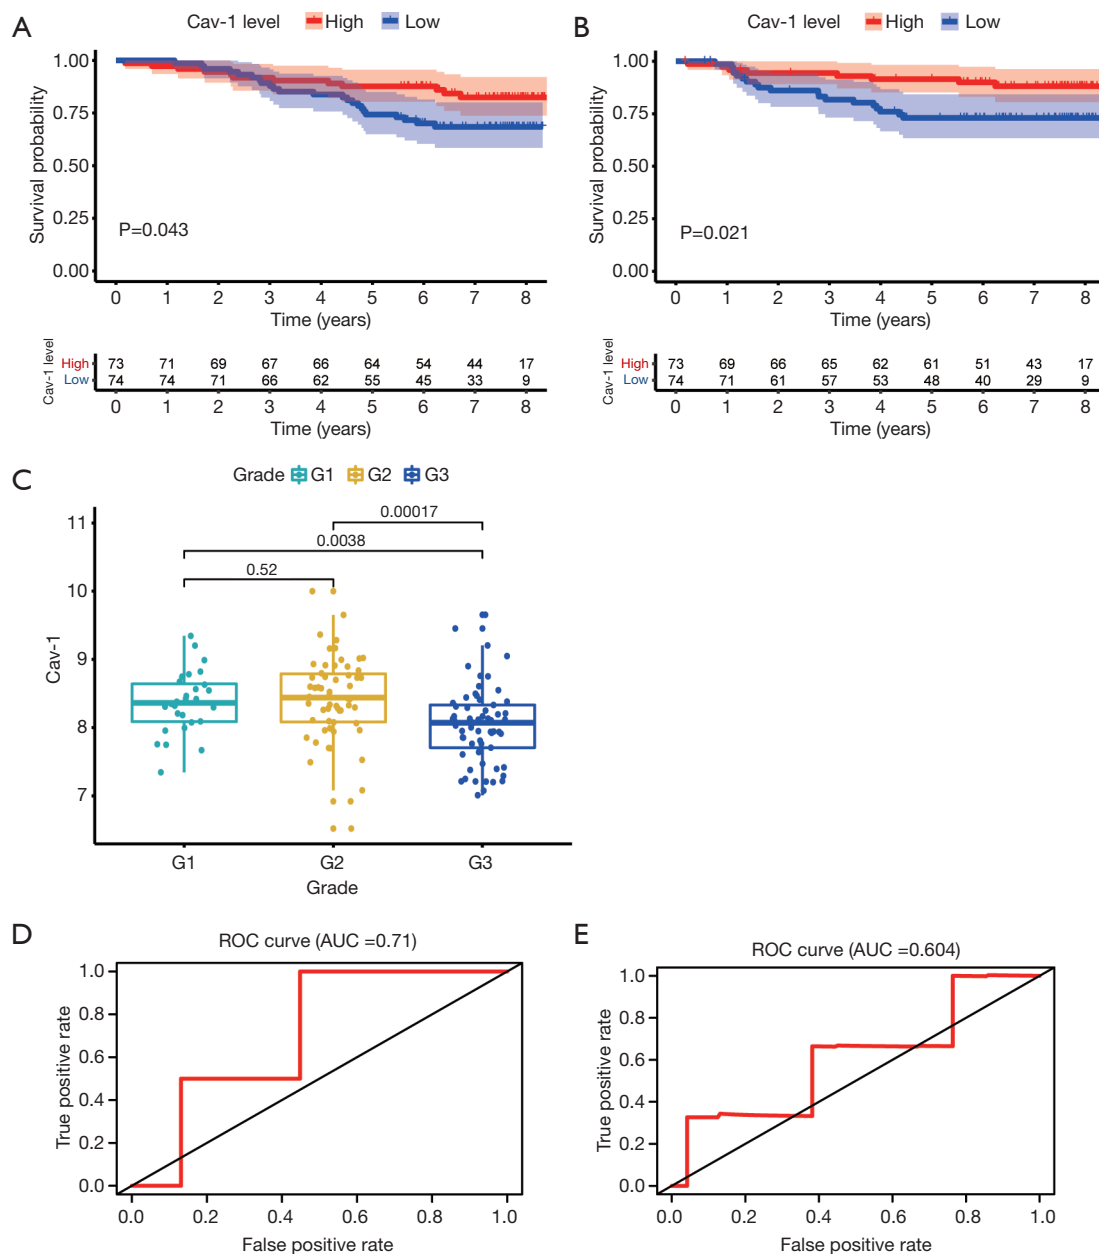 A
Cav-1 level High Low
Survival probability
1.00
0.75
0.50
0.25
0.00
P=0.043
0 1 2 3 4 5 6 7 8
Time (years)
Cav-1 level
High 73 71 69 67 66 64 54 44 17
Low 74 74 71 66 62 55 45 33 9
0 1 2 3 4 5 6 7 8
Time (years)
B
Cav-1 level High Low
Survival probability
1.00
0.75
0.50
0.25
0.00
P=0.021
0 1 2 3 4 5 6 7 8
Time (years)
Cav-1 level
High 73 69 66 65 62 61 51 43 17
Low 74 71 61 57 53 48 40 29 9
0 1 2 3 4 5 6 7 8
Time (years)
C
Grade G1 G2 G3
Cav-1
11
10
9
8
7
0.00017
0.0038
0.52
G1 G2 G3
Grade
D
ROC curve (AUC =0.71)
True positive rate
1.0
0.8
0.6
0.4
0.2
0.0
0.0 0.2 0.4 0.6 0.8 1.0
False positive rate
E
ROC curve (AUC =0.604)
True positive rate
1.0
0.8
0.6
0.4
0.2
0.0
0.0 0.2 0.4 0.6 0.8 1.0
False positive rate